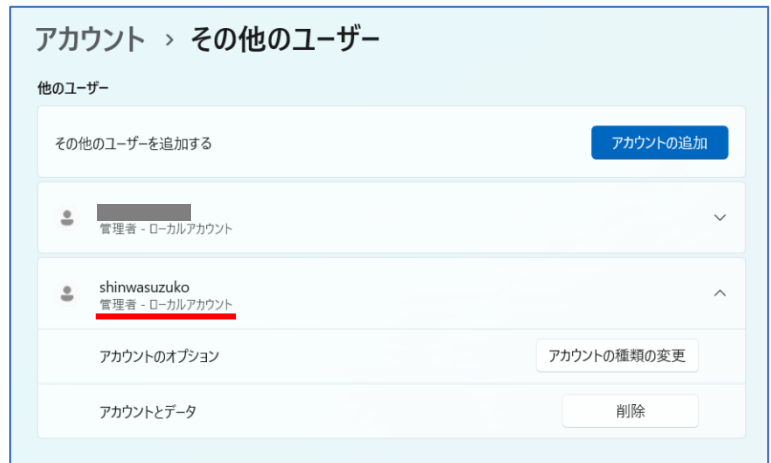 アカウント › その他のユーザー
他のユーザー
その他のユーザーを追加する アカウントの追加
管理者 - ローカルアカウント
shinwasuzuko
管理者 - ローカルアカウント
アカウントのオプション アカウントの種類の変更
アカウントとデータ 削除